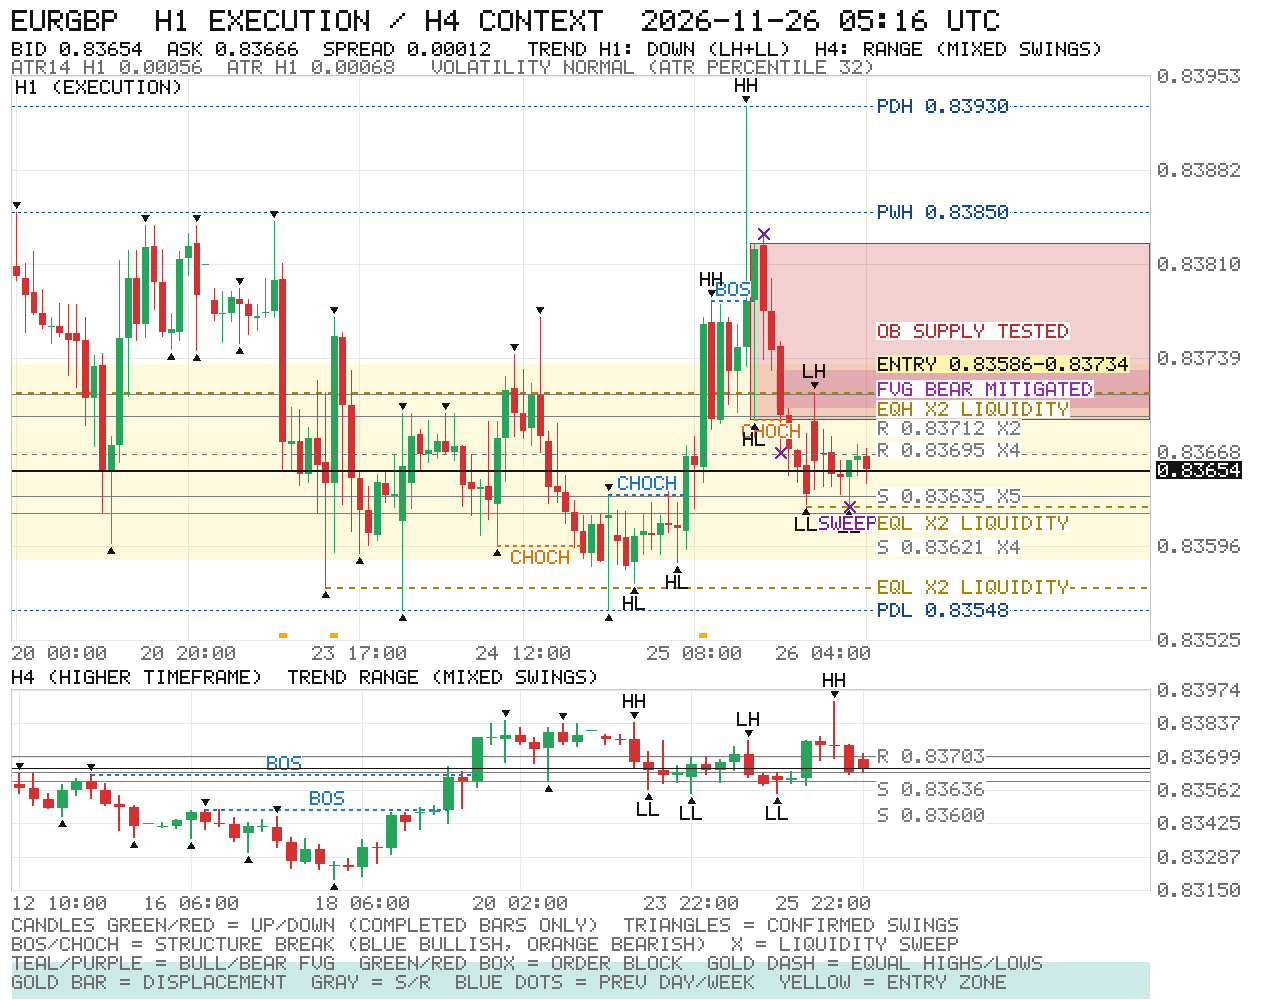 EURGBP  H1 EXECUTION / H4 CONTEXT  2026-11-26 05:16 UTC
BID 0.83654  ASK 0.83666  SPREAD 0.00012   TREND H1: DOWN (LH+LL)  H4: RANGE (MIXED SWINGS)
ATR14 H1 0.00056  ATR H1 0.00068   VOLATILITY NORMAL (ATR PERCENTILE 32)
0.83953
H1 (EXECUTION)
HH
PDH 0.83930
0.83882
PWH 0.83850
0.83810
HH
BOS
OB SUPPLY TESTED
0.83739
ENTRY 0.83586-0.83734
LH
FVG BEAR MITIGATED
EQH X2 LIQUIDITY
R 0.83712 X2
CHOCH
HL
R 0.83695 X4
0.83668
0.83654
CHOCH
S 0.83635 X5
LL
SWEEP
EQL X2 LIQUIDITY
LL
S 0.83621 X4
0.83596
CHOCH
HL
EQL X2 LIQUIDITY
HL
PDL 0.83548
0.83525
20 00:00
20 20:00
23 17:00
24 12:00
25 08:00
26 04:00
H4 (HIGHER TIMEFRAME)  TREND RANGE (MIXED SWINGS)
HH
0.83974
HH
LH
0.83837
BOS
R 0.83703
0.83699
BOS
S 0.83636
0.83562
LL
LL
LL
S 0.83600
0.83425
0.83287
0.83150
12 10:00
16 06:00
18 06:00
20 02:00
23 22:00
25 22:00
CANDLES GREEN/RED = UP/DOWN (COMPLETED BARS ONLY)  TRIANGLES = CONFIRMED SWINGS
BOS/CHOCH = STRUCTURE BREAK (BLUE BULLISH, ORANGE BEARISH)  X = LIQUIDITY SWEEP
TEAL/PURPLE = BULL/BEAR FVG  GREEN/RED BOX = ORDER BLOCK  GOLD DASH = EQUAL HIGHS/LOWS
GOLD BAR = DISPLACEMENT  GRAY = S/R  BLUE DOTS = PREV DAY/WEEK  YELLOW = ENTRY ZONE